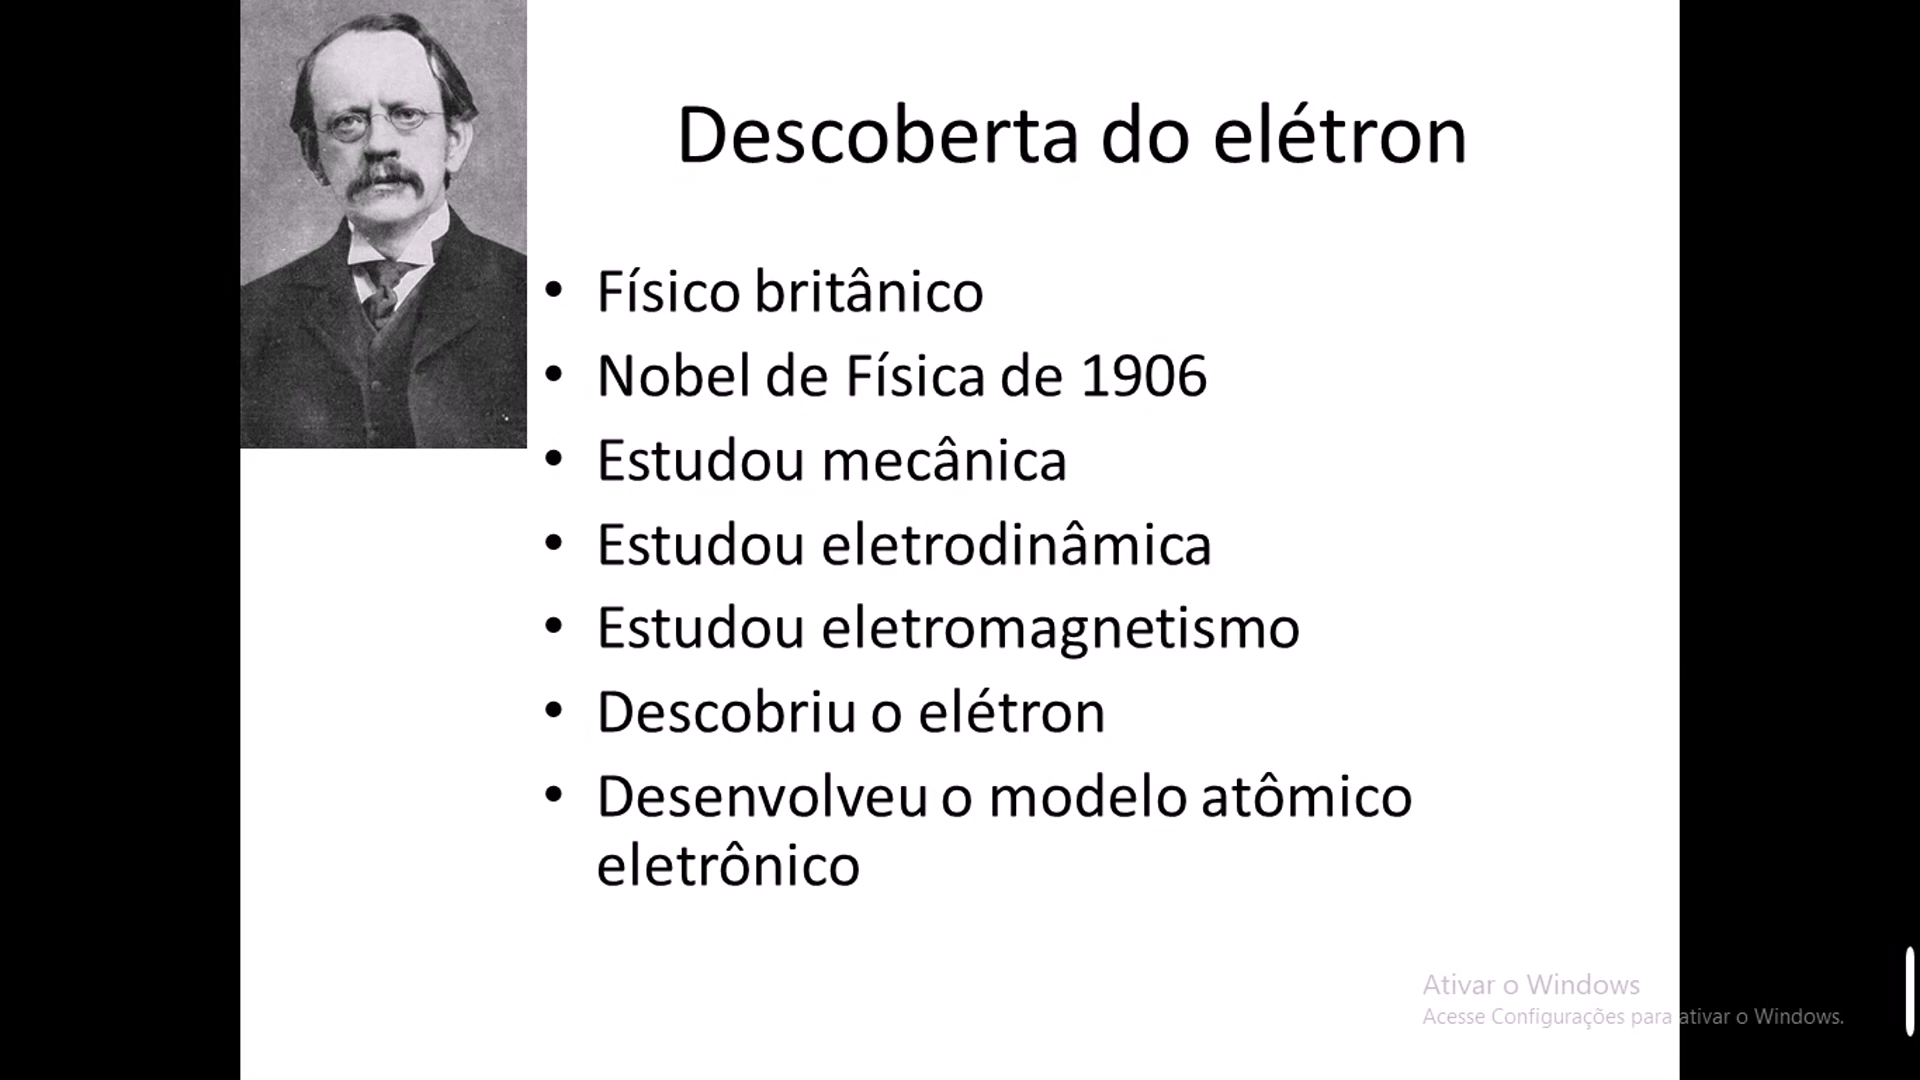 Descoberta do elétron
• Físico britânico
• Nobel de Física de 1906
• Estudou mecânica
• Estudou eletrodinâmica
• Estudou eletromagnetismo
• Descobriu o elétron
• Desenvolveu o modelo atômico
eletrônico
Ativar o Windows
Acesse Configurações para ativar o Windows.